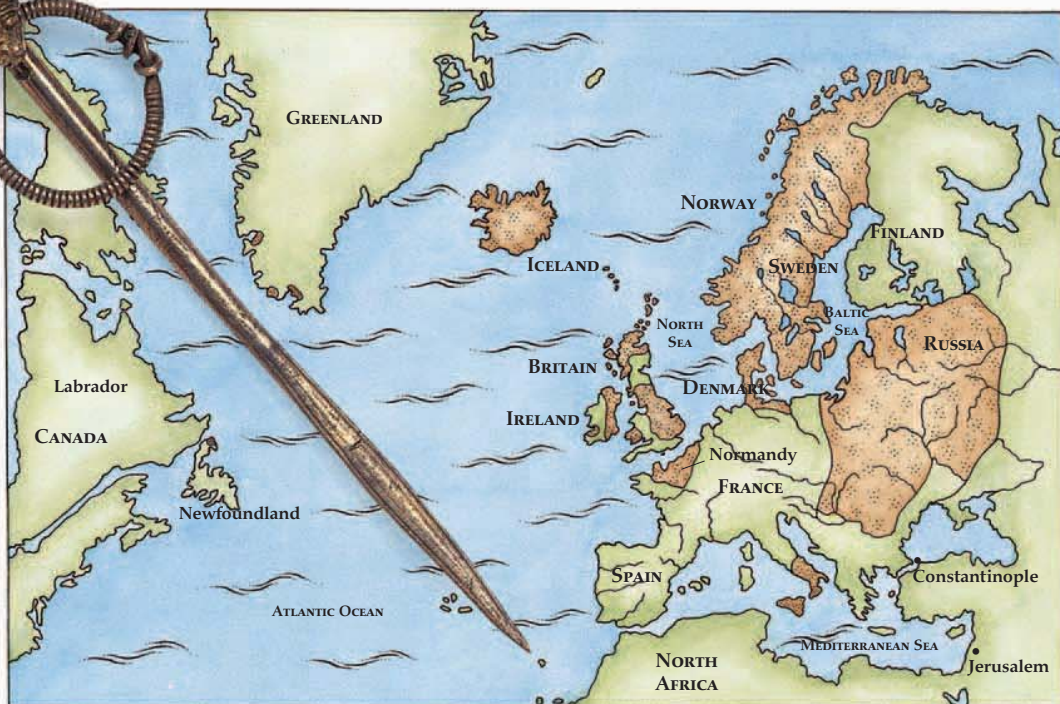 Greenland
Norway
Finland
Iceland
Sweden
Baltic
Sea
North
Sea
Russia
Britain
Denmark
Labrador
Ireland
Canada
Normandy
France
Newfoundland
Spain
Constantinople
Atlantic Ocean
Mediterranean Sea
North
Africa
Jerusalem